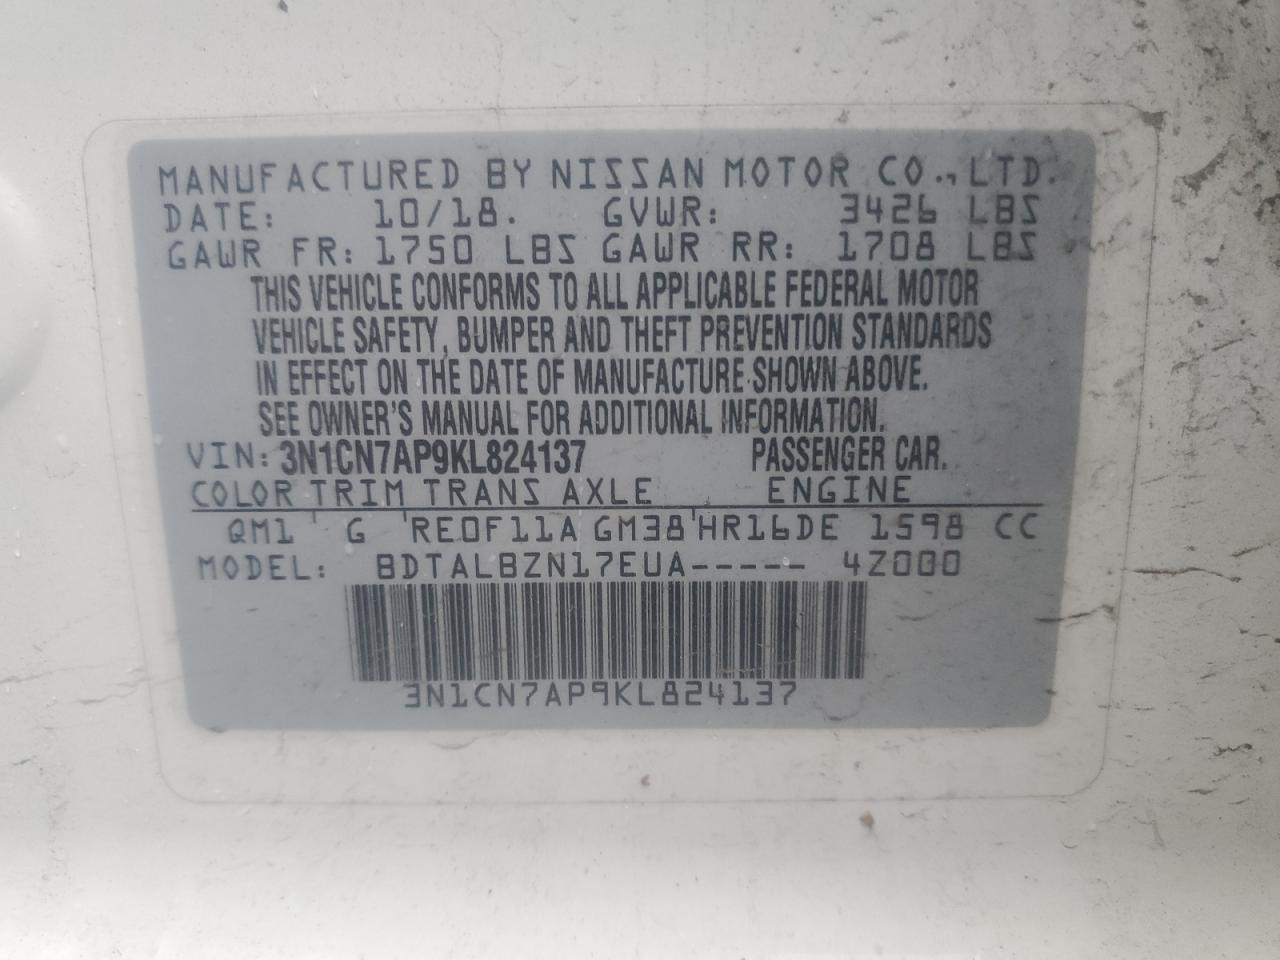 MANUFACTURED BY NISSAN MOTOR CO., LTD.
DATE: 10/18. GVWR: 3426 LBS
GAWR FR: 1750 LBS GAWR RR: 1708 LBS
THIS VEHICLE CONFORMS TO ALL APPLICABLE FEDERAL MOTOR
VEHICLE SAFETY, BUMPER AND THEFT PREVENTION STANDARDS
IN EFFECT ON THE DATE OF MANUFACTURE SHOWN ABOVE.
SEE OWNER'S MANUAL FOR ADDITIONAL INFORMATION.
VIN: 3N1CN7AP9KL824137 PASSENGER CAR.
COLOR TRIM TRANS AXLE ENGINE
QM1 G RE0F11A GM38 HR16DE 1598 CC
MODEL: BDTALBZN17EUA----- 4Z000
3N1CN7AP9KL824137